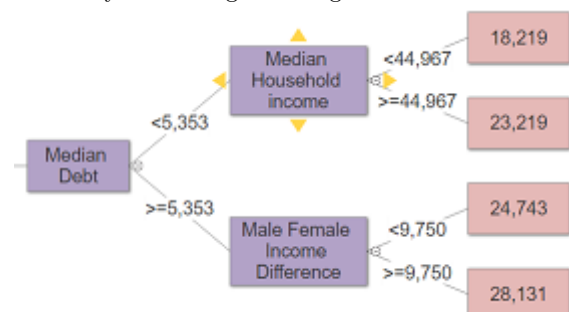 18,219
<44,967
Median
Household
income
>=44,967
23,219
<5,353
Median
Debt
>=5,353
24,743
<9,750
Male Female
Income
Difference
>=9,750
28,131